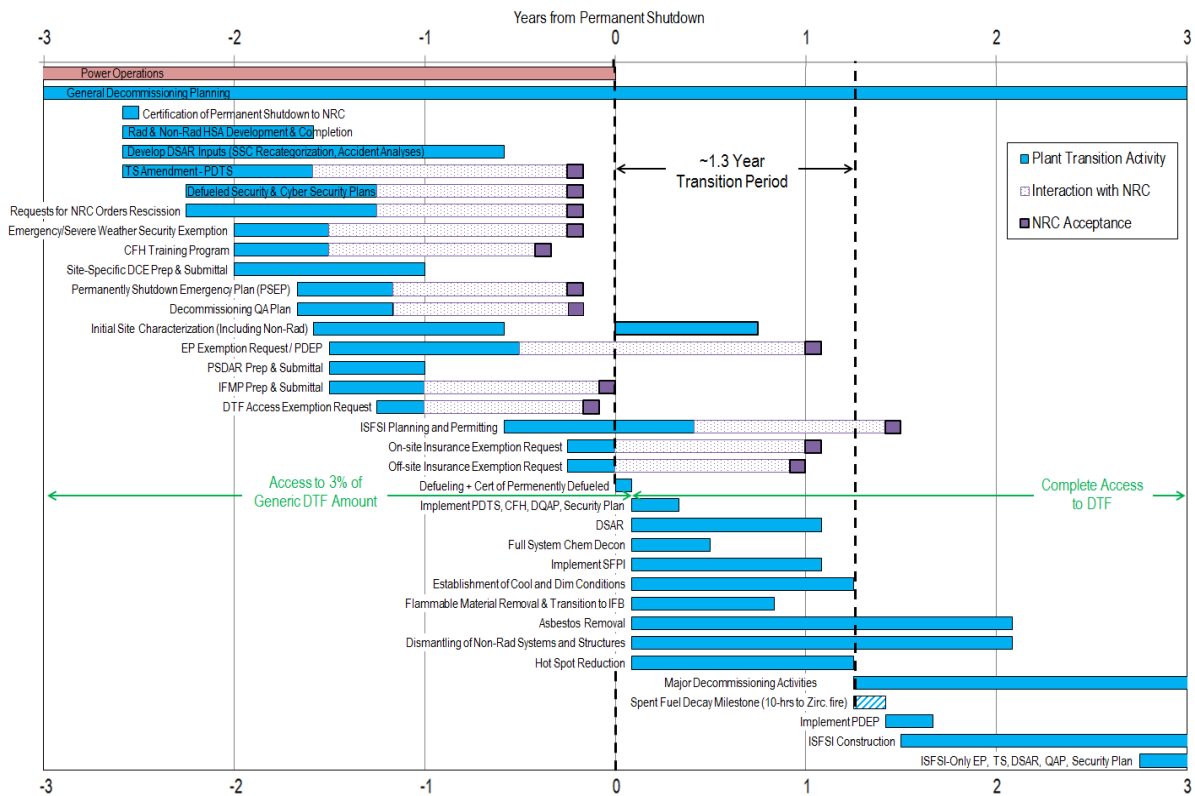 Years from Permanent Shutdown
-3 -2 -1 0 1 2 3
Power Operations
General Decommissioning Planning
Certification of Permanent Shutdown to NRC
Rad & Non-Rad HSA Development & Completion
Develop DSAR Inputs (SSC Recategorization, Accident Analyses)
TS Amendment - PDTS
Defueled Security & Cyber Security Plans
Requests for NRC Orders Rescission
Emergency/Severe Weather Security Exemption
CFH Training Program
Site-Specific DCE Prep & Submittal
Permanently Shutdown Emergency Plan (PSEP)
Decommissioning QA Plan
Initial Site Characterization (Including Non-Rad)
EP Exemption Request / PDEP
PSDAR Prep & Submittal
IFMP Prep & Submittal
DTF Access Exemption Request
ISFSI Planning and Permitting
On-site Insurance Exemption Request
Off-site Insurance Exemption Request
Defueling + Cert of Permenently Defueled
Implement PDTS, CFH, DQAP, Security Plan
DSAR
Full System Chem Decon
Implement SFPI
Establishment of Cool and Dim Conditions
Flammable Material Removal & Transition to IFB
Asbestos Removal
Dismantling of Non-Rad Systems and Structures
Hot Spot Reduction
Major Decommissioning Activities
Spent Fuel Decay Milestone (10-hrs to Zirc. fire)
Implement PDEP
ISFSI Construction
ISFSI-Only EP, TS, DSAR, QAP, Security Plan
~1.3 Year
Transition Period
Plant Transition Activity
Interaction with NRC
NRC Acceptance
Access to 3% of
Generic DTF Amount
Complete Access
to DTF
-3 -2 -1 0 1 2 3